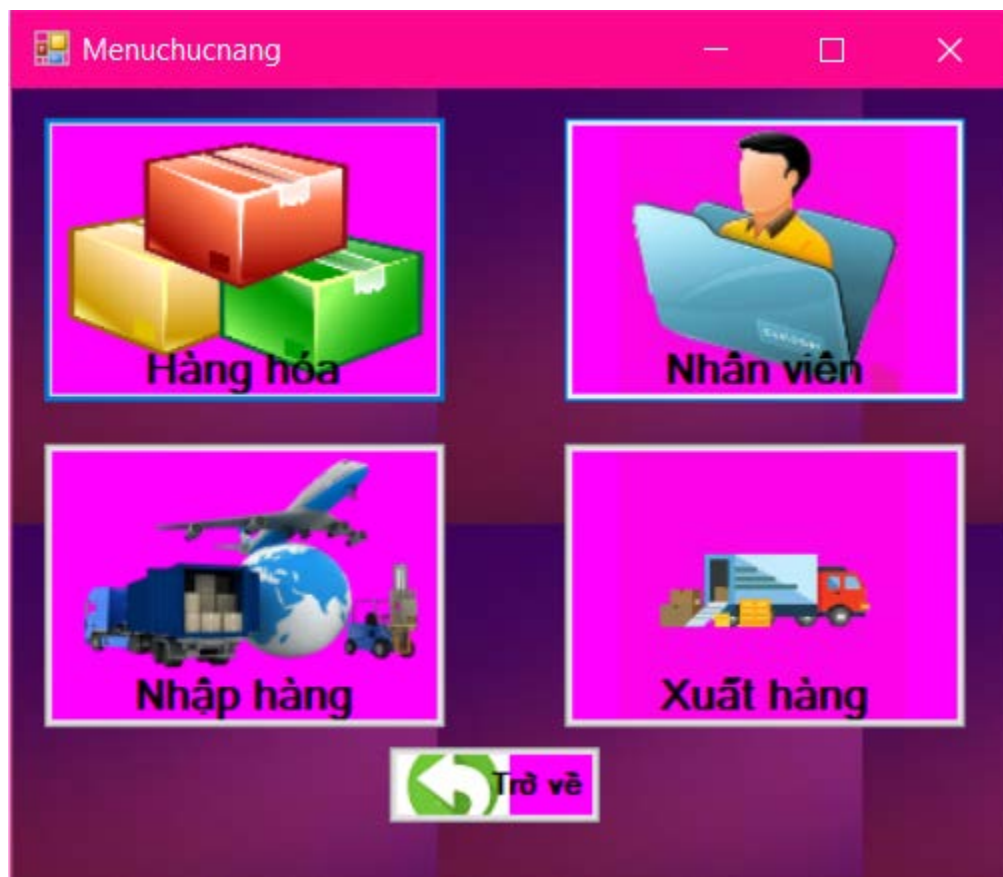 Menuchucnang
Hàng hóa
Nhân viên
Nhập hàng
Xuất hàng
Trở về